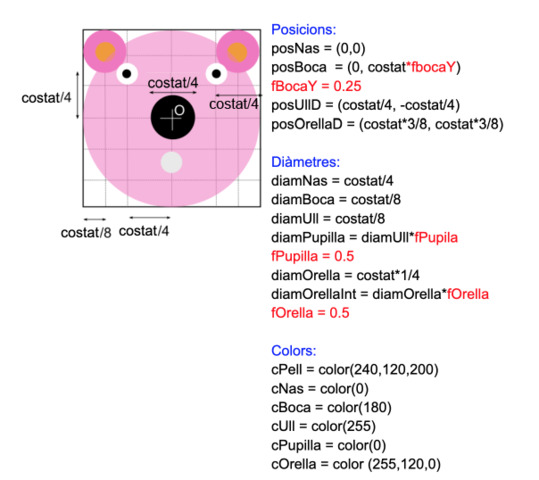 Posicions:
posNas = (0,0)
posBoca  = (0, costat*fbocaY)
fBocaY = 0.25
posUllD = (costat/4, -costat/4)
posOrellaD = (costat*3/8, costat*3/8)
costat/4
costat/4
costat/4
O
costat/8
costat/4
Diàmetres:
diamNas = costat/4
diamBoca = costat/8
diamUll = costat/8
diamPupilla = diamUll*fPupilla
fPupilla = 0.5
diamOrella = costat*1/4
diamOrellaInt = diamOrella*fOrella
fOrella = 0.5
Colors:
cPell = color(240,120,200)
cNas = color(0)
cBoca = color(180)
cUll = color(255)
cPupilla = color(0)
cOrella = color (255,120,0)